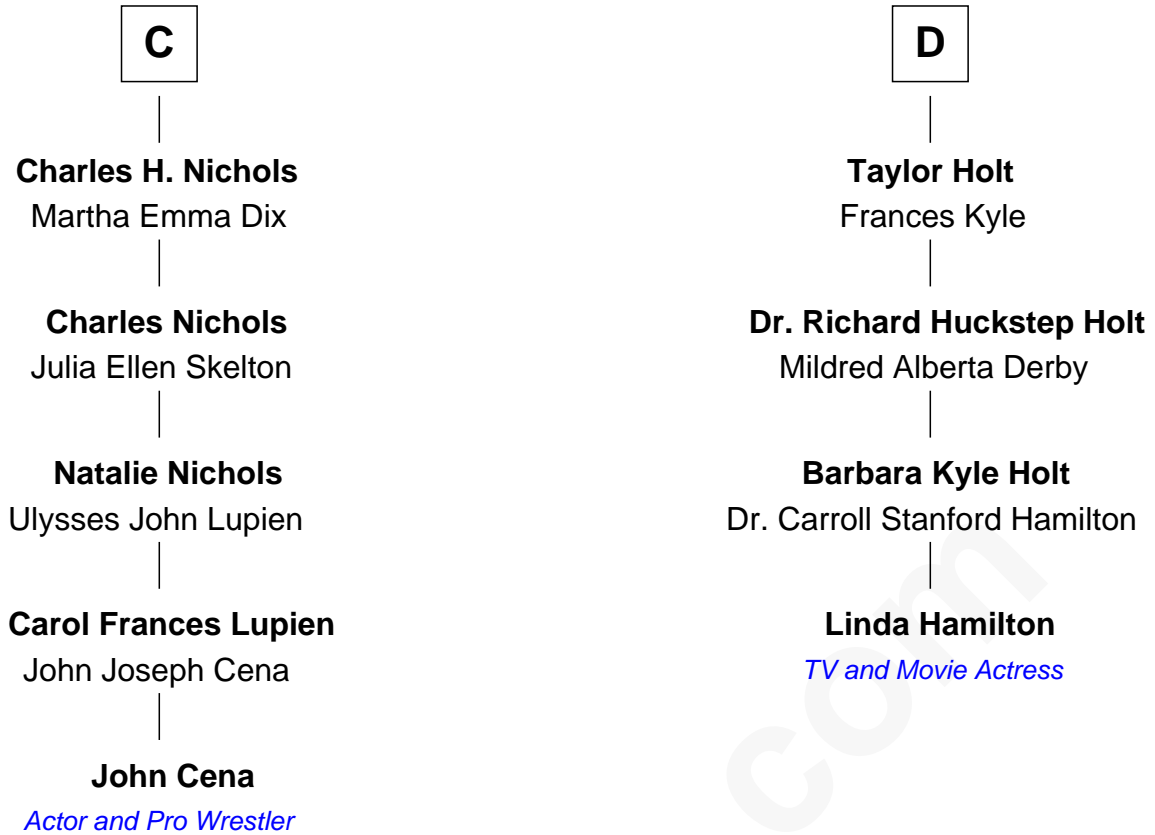 C
Charles H. Nichols
Martha Emma Dix
Charles Nichols
Julia Ellen Skelton
Natalie Nichols
Ulysses John Lupien
Carol Frances Lupien
John Joseph Cena
John Cena
Actor and Pro Wrestler
D
Taylor Holt
Frances Kyle
Dr. Richard Huckstep Holt
Mildred Alberta Derby
Barbara Kyle Holt
Dr. Carroll Stanford Hamilton
Linda Hamilton
TV and Movie Actress
com